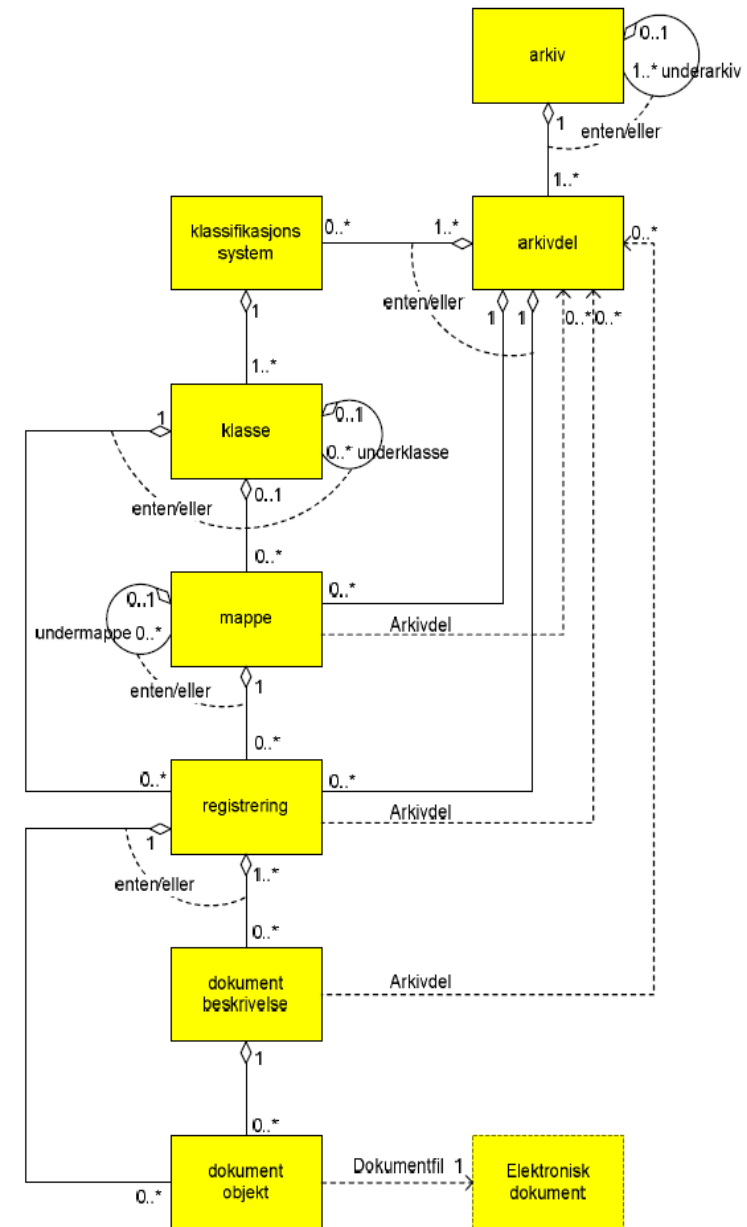 arkiv
0..1
1..* underarkiv
1
enten/eller
1..*
klassifikasjons
system
0..*
1..*
arkivdel
0..*
enten/eller
1
1
1
0..*
0..*
1..*
1
klasse
0..1
0..* underklasse
0..1
enten/eller
0..*
0..*
0..1
mappe
undermappe 0..*
Arkivdel
enten/eller
1
0..*
0..*
0..*
registrering
Arkivdel
1
enten/eller
1..*
0..*
dokument
beskrivelse
Arkivdel
1
0..*
dokument
objekt
0..*
Dokumentfil 1
Elektronisk
dokument